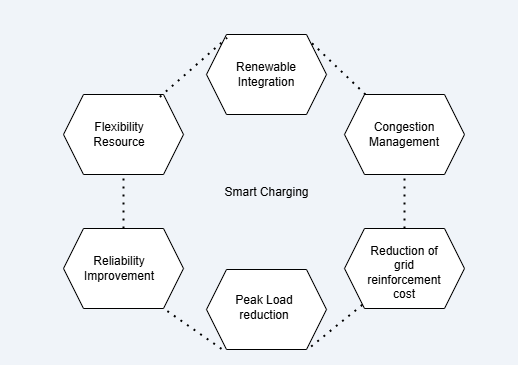 Renewable
Integration
Flexibility
Resource
Congestion
Management
Smart Charging
Reliability
Improvement
Reduction of
grid
reinforcement
cost
Peak Load
reduction